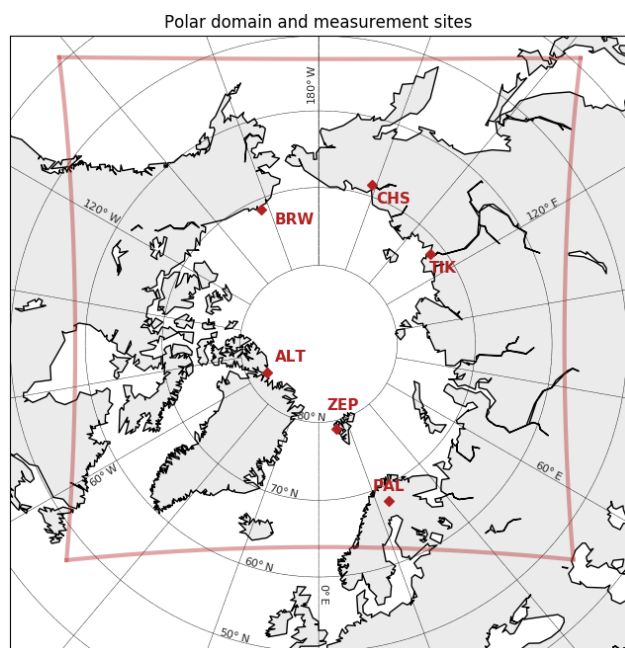 Polar domain and measurement sites
180° W
120° W
120° E
CHS
BRW
TIK
ALT
ZEP
80° N
60° W
60° E
PAL
70° N
60° N
0° E
50° N